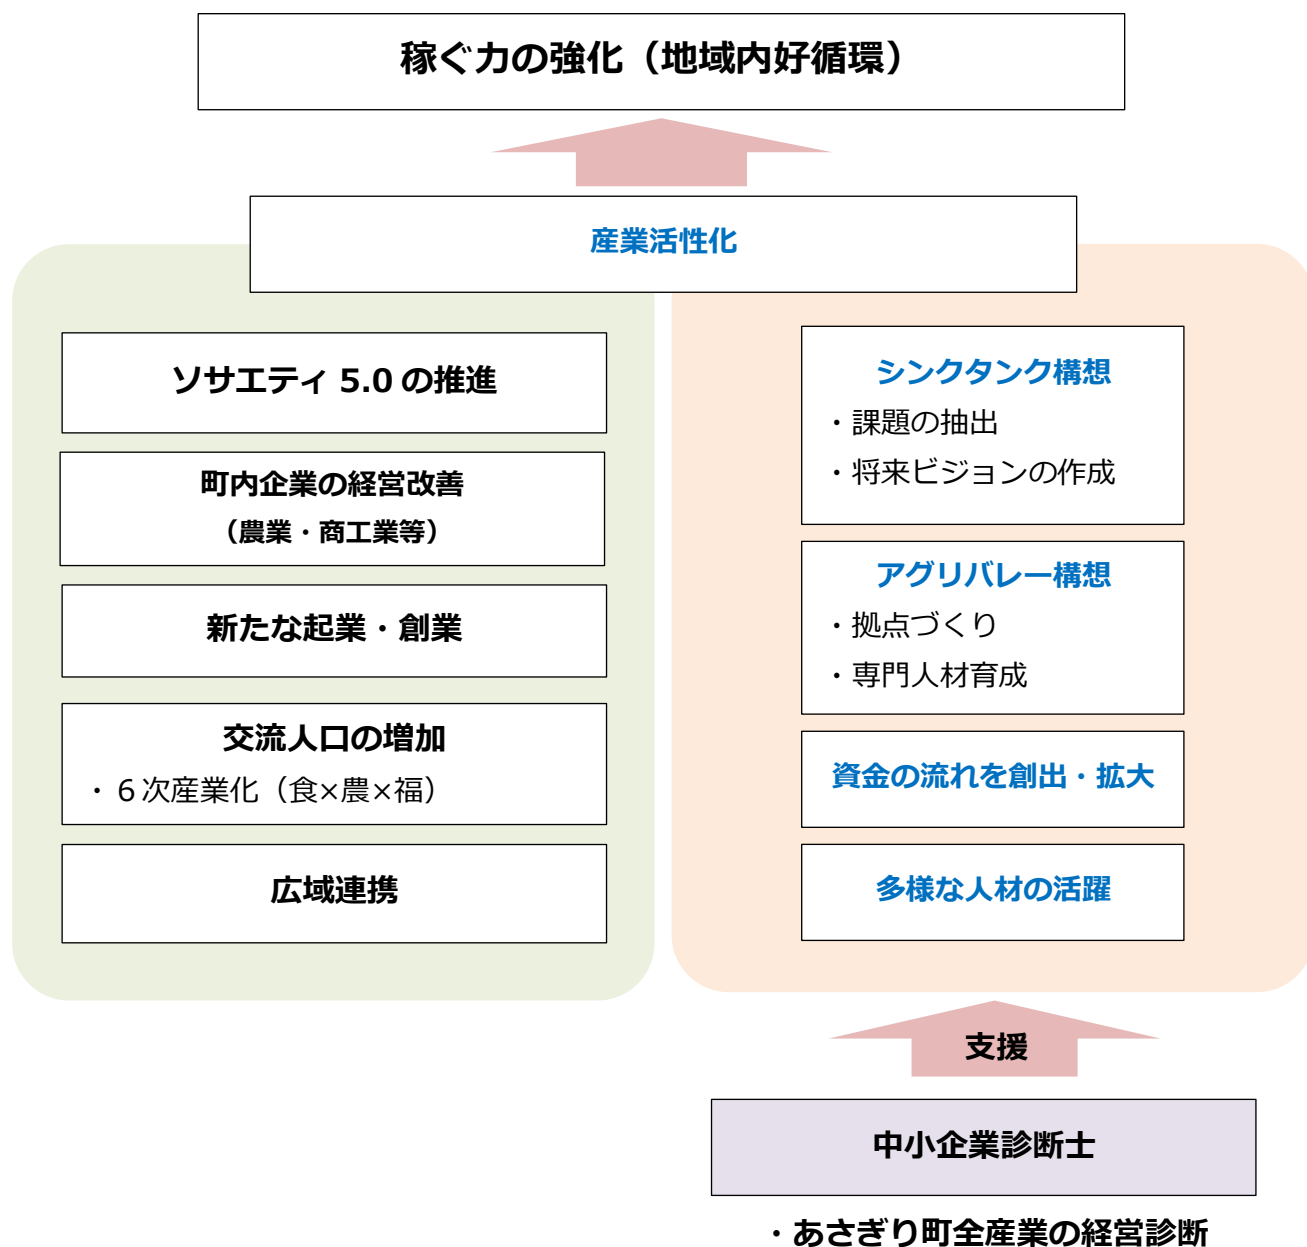 稼ぐ力の強化（地域内好循環）
産業活性化
ソサエティ 5.0 の推進
町内企業の経営改善
（農業・商工業等）
新たな起業・創業
交流人口の増加
・６次産業化（食×農×福）
広域連携
シンクタンク構想
・課題の抽出
・将来ビジョンの作成
アグリバレー構想
・拠点づくり
・専門人材育成
資金の流れを創出・拡大
多様な人材の活躍
支援
中小企業診断士
・あさぎり町全産業の経営診断